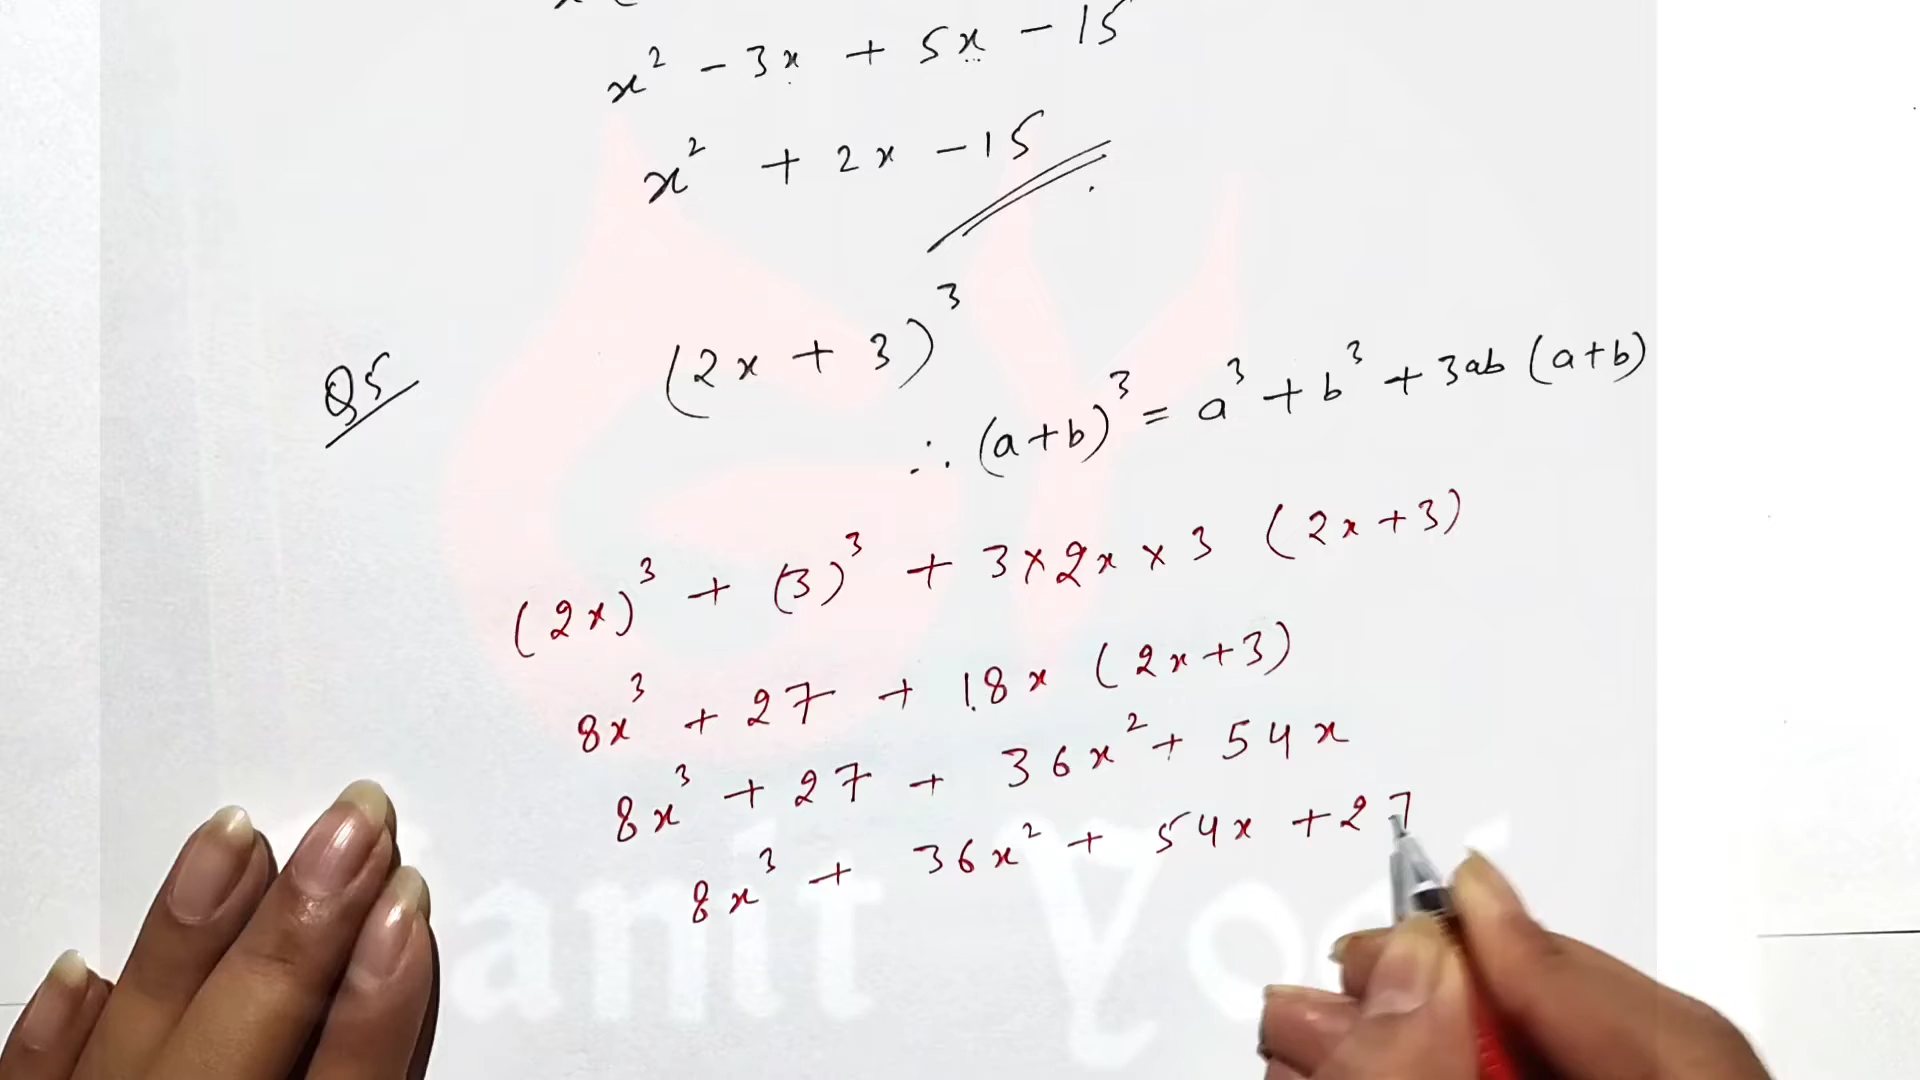 x² - 3x + 5x - 15
x² + 2x - 15
Q5 (2x + 3)³
∴ (a+b)³ = a³ + b³ + 3ab (a+b)
(2x)³ + (3)³ + 3×2x×3 (2x+3)
8x³ + 27 + 18x (2x+3)
8x³ + 27 + 36x² + 54x
8x³ + 36x² + 54x + 27